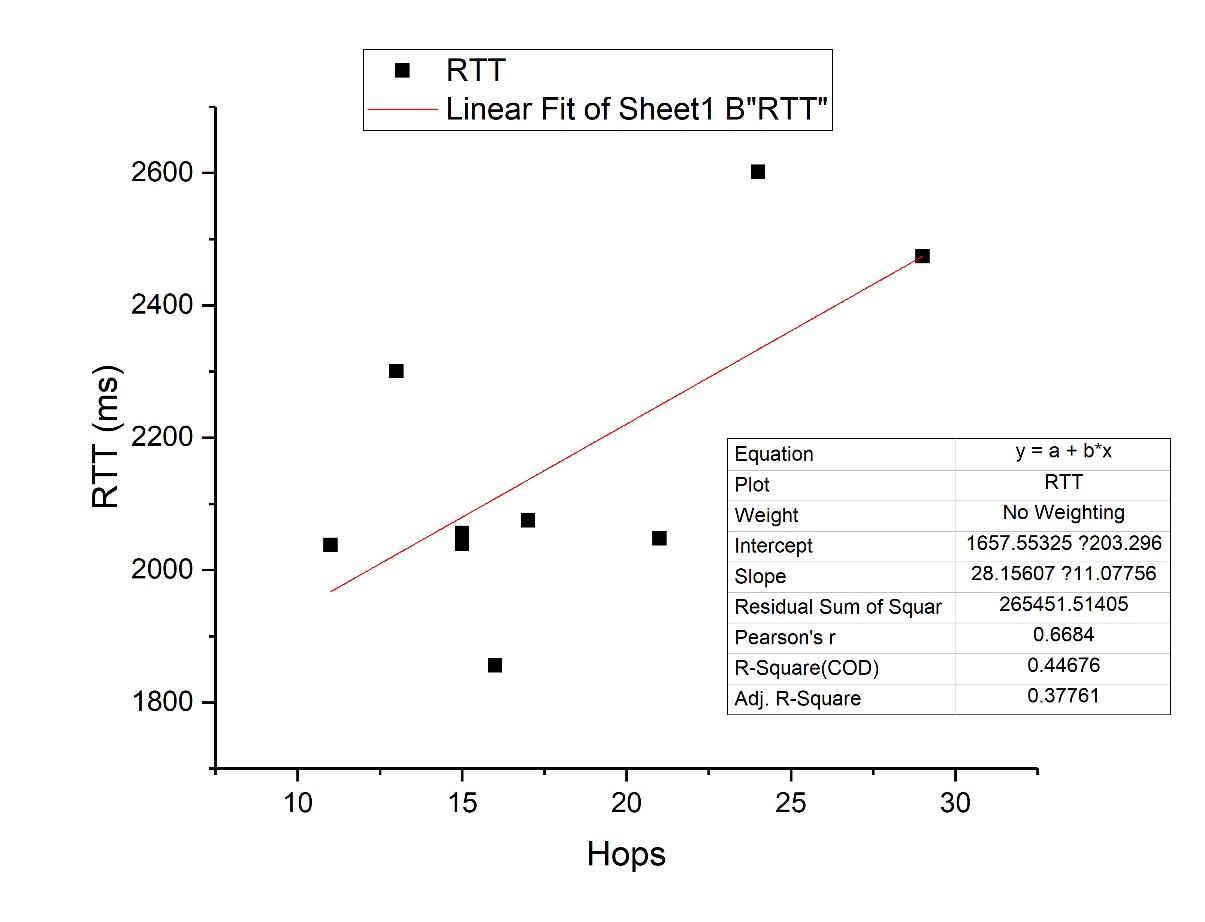 RTT
Linear Fit of Sheet1 B"RTT"
2600
2400
2200
2000
1800
RTT (ms)
Equation y = a + b*x
Plot RTT
Weight No Weighting
Intercept 1657.55325 ?203.296
Slope 28.15607 ?11.07756
Residual Sum of Squar 265451.51405
Pearson's r 0.6684
R-Square(COD) 0.44676
Adj. R-Square 0.37761
10 15 20 25 30
Hops